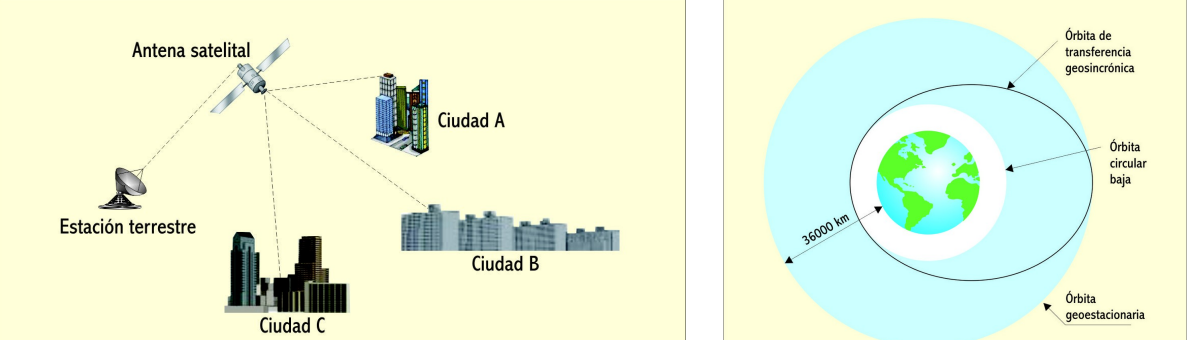 Antena satelital
Ciudad A
Estación terrestre
Ciudad B
Ciudad C
Órbita de
transferencia
geosincrónica
Órbita
circular
baja
36000 km
Órbita
geoestacionaria